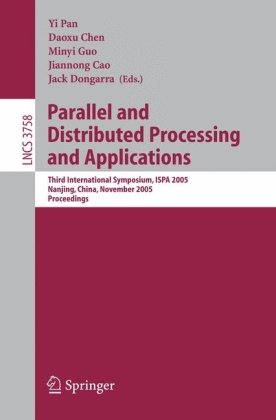 Yi Pan
Daoxu Chen
Minyi Guo
Jiannong Cao
Jack Dongarra (Eds.)
LNCS 3758
Parallel and
Distributed Processing
and Applications
Third International Symposium, ISPA 2005
Nanjing, China, November 2005
Proceedings
Springer